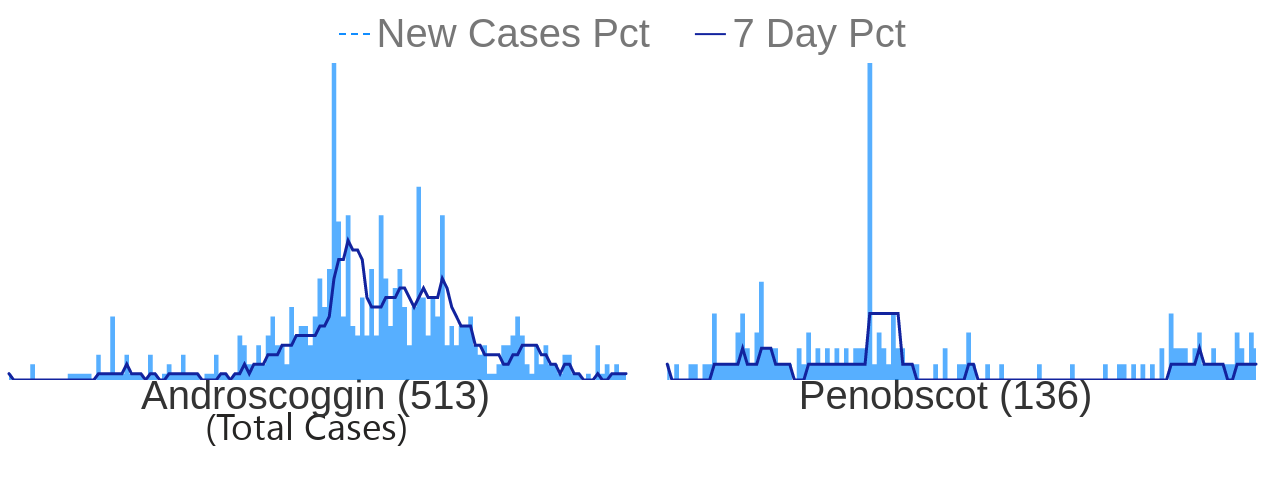 New Cases Pct 7 Day Pct
Androscoggin (513) Penobscot (136)
(Total Cases)